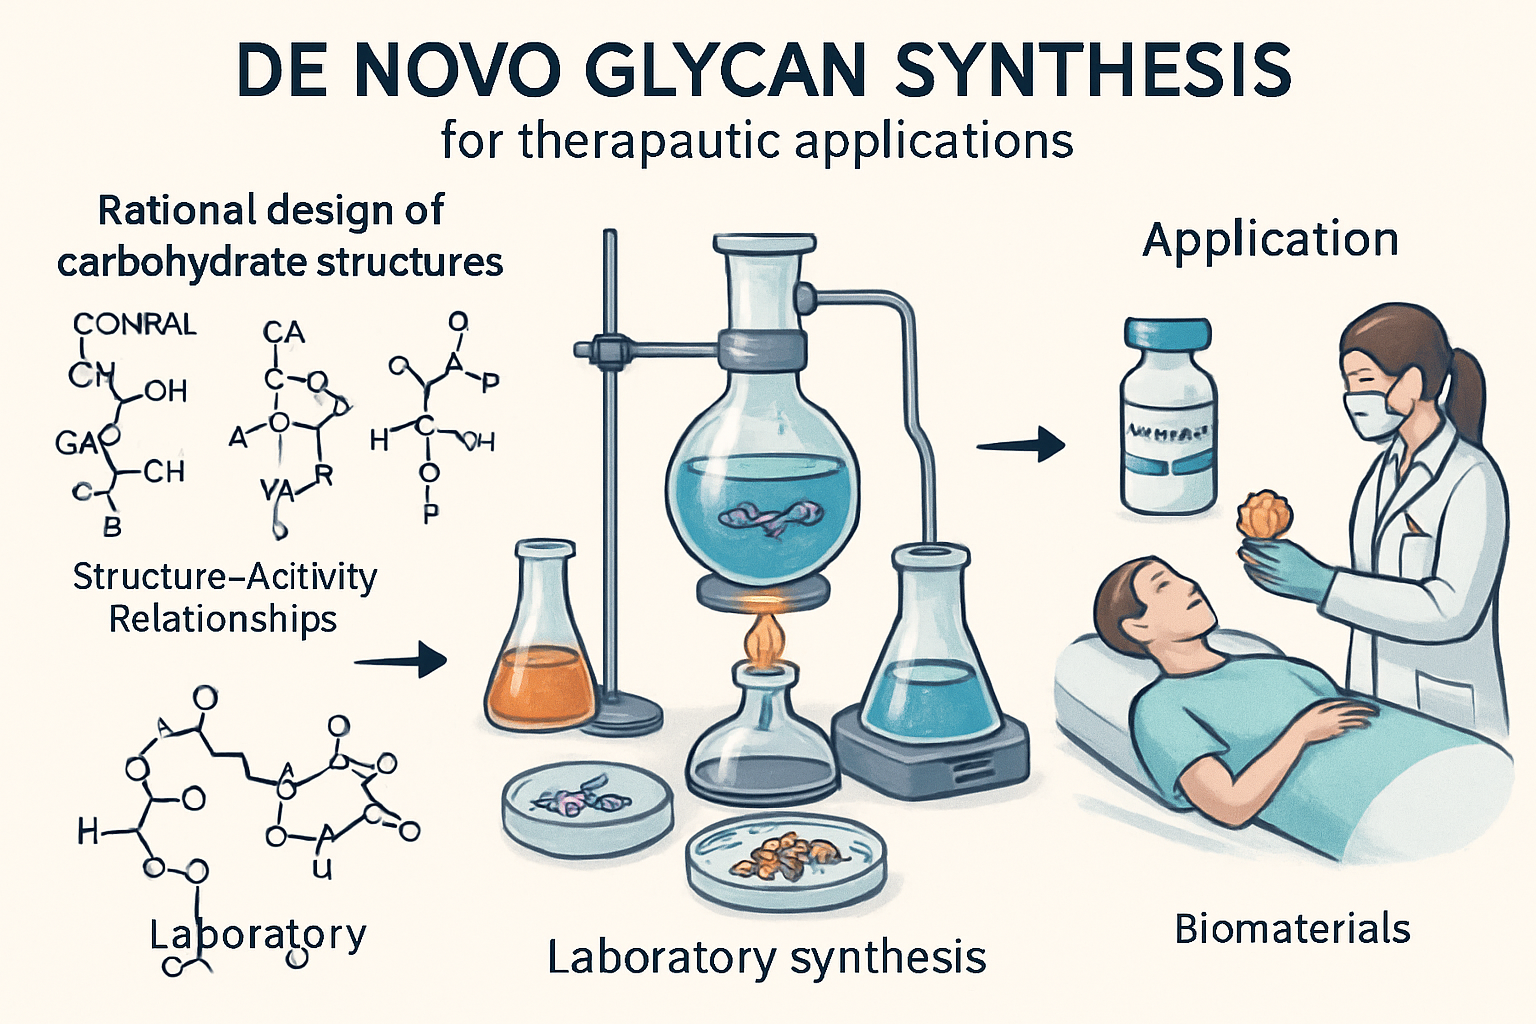 DE NOVO GLYCAN SYNTHESIS
for therapautic applications
Rational design of
carbohydrate structures
CONRAL
CH
OH
GA
CH
C
B
CA
C
O
A
O
R
YA
O
O
A
P
H
C
OH
O
P
Structure–Acitivity
Relationships
O
A
O
O
H
O
O
A
O
O
O
O
A
C
O
U
Laboratory
C
O
Laboratory synthesis
Application
Biomaterials